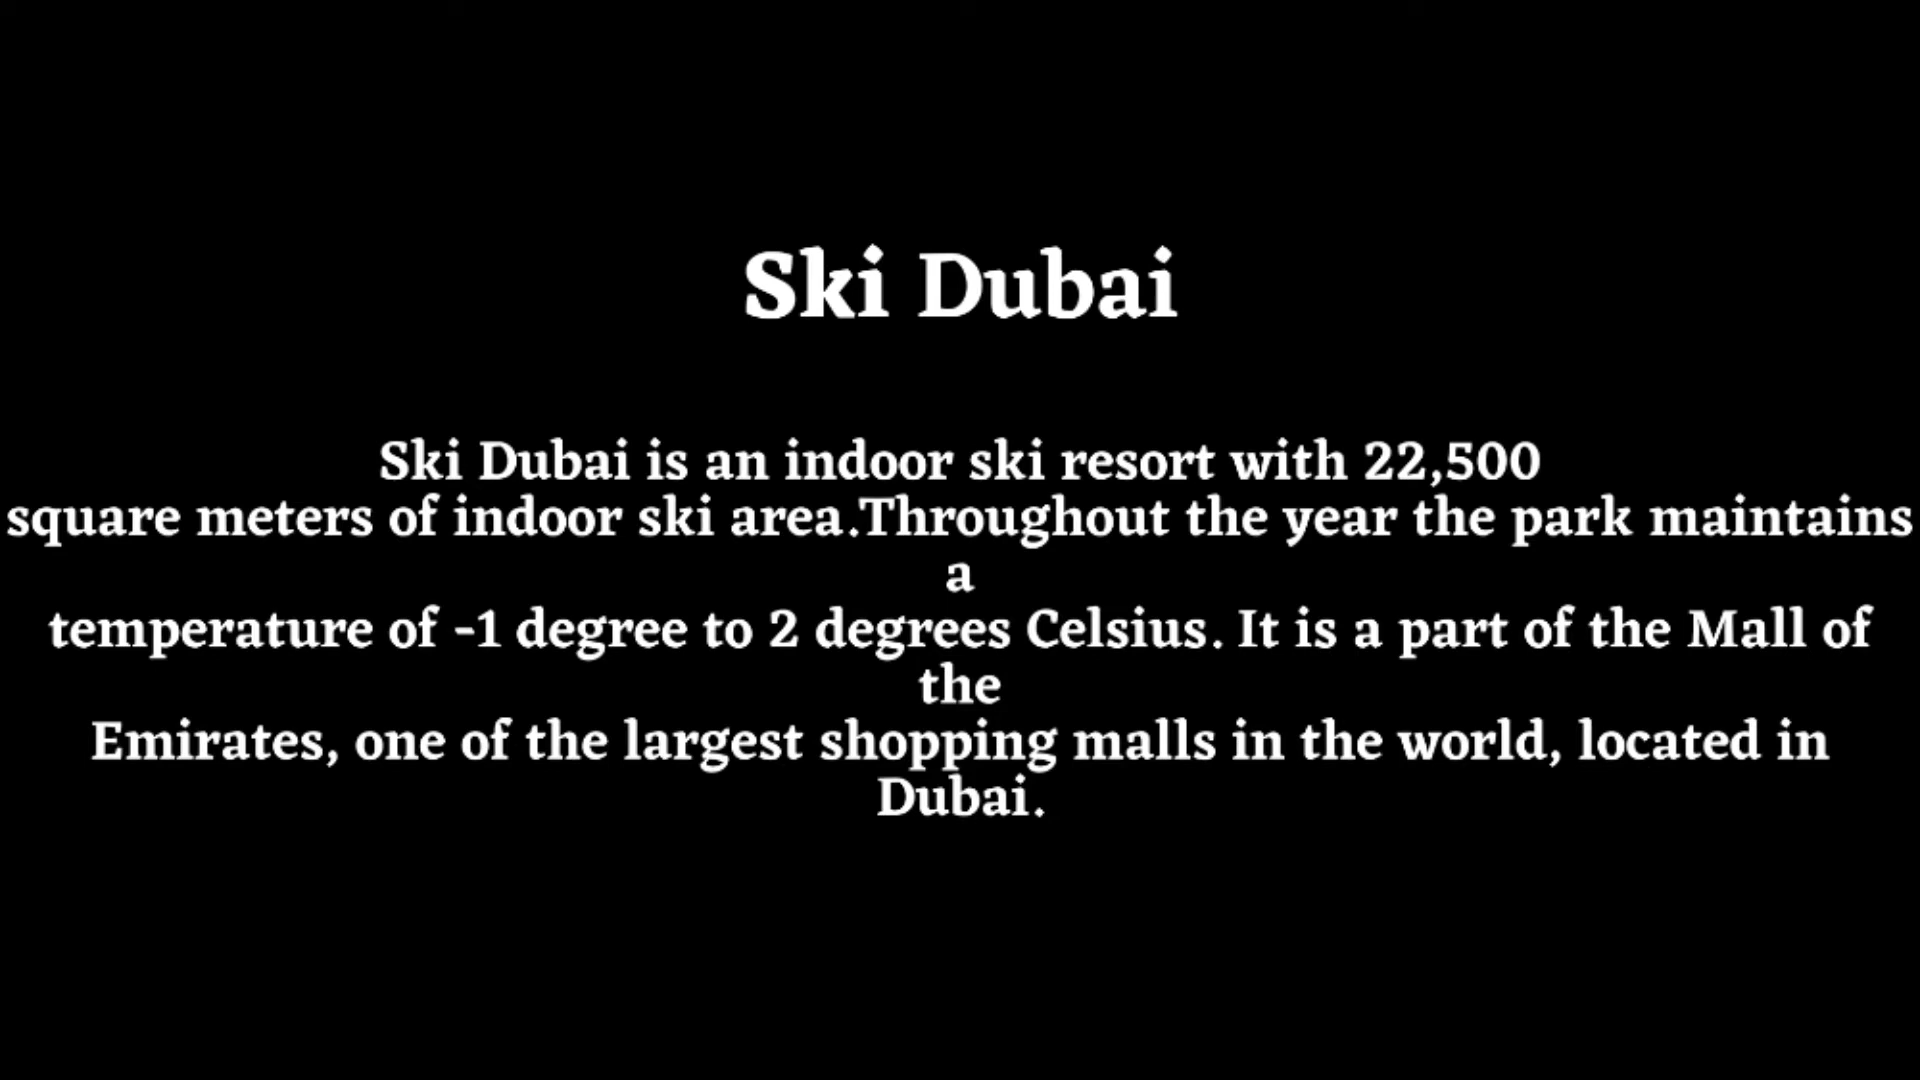 Ski Dubai
Ski Dubai is an indoor ski resort with 22,500
square meters of indoor ski area.Throughout the year the park maintains
a
temperature of -1 degree to 2 degrees Celsius. It is a part of the Mall of
the
Emirates, one of the largest shopping malls in the world, located in
Dubai.